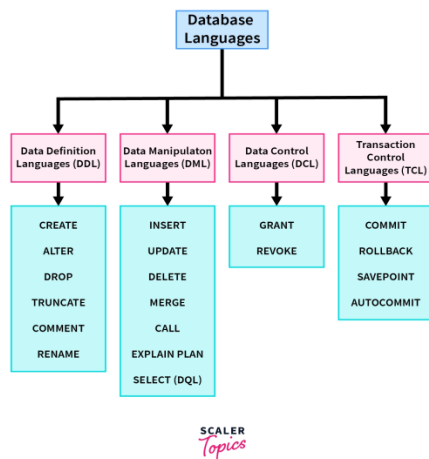 Database
Languages
Data Definition
Languages (DDL)
Data Manipulaton
Languages (DML)
Data Control
Languages (DCL)
Transaction
Control
Languages (TCL)
CREATE
ALTER
DROP
TRUNCATE
COMMENT
RENAME
INSERT
UPDATE
DELETE
MERGE
CALL
EXPLAIN PLAN
SELECT (DQL)
GRANT
REVOKE
COMMIT
ROLLBACK
SAVEPOINT
AUTOCOMMIT
SCALER
Topics